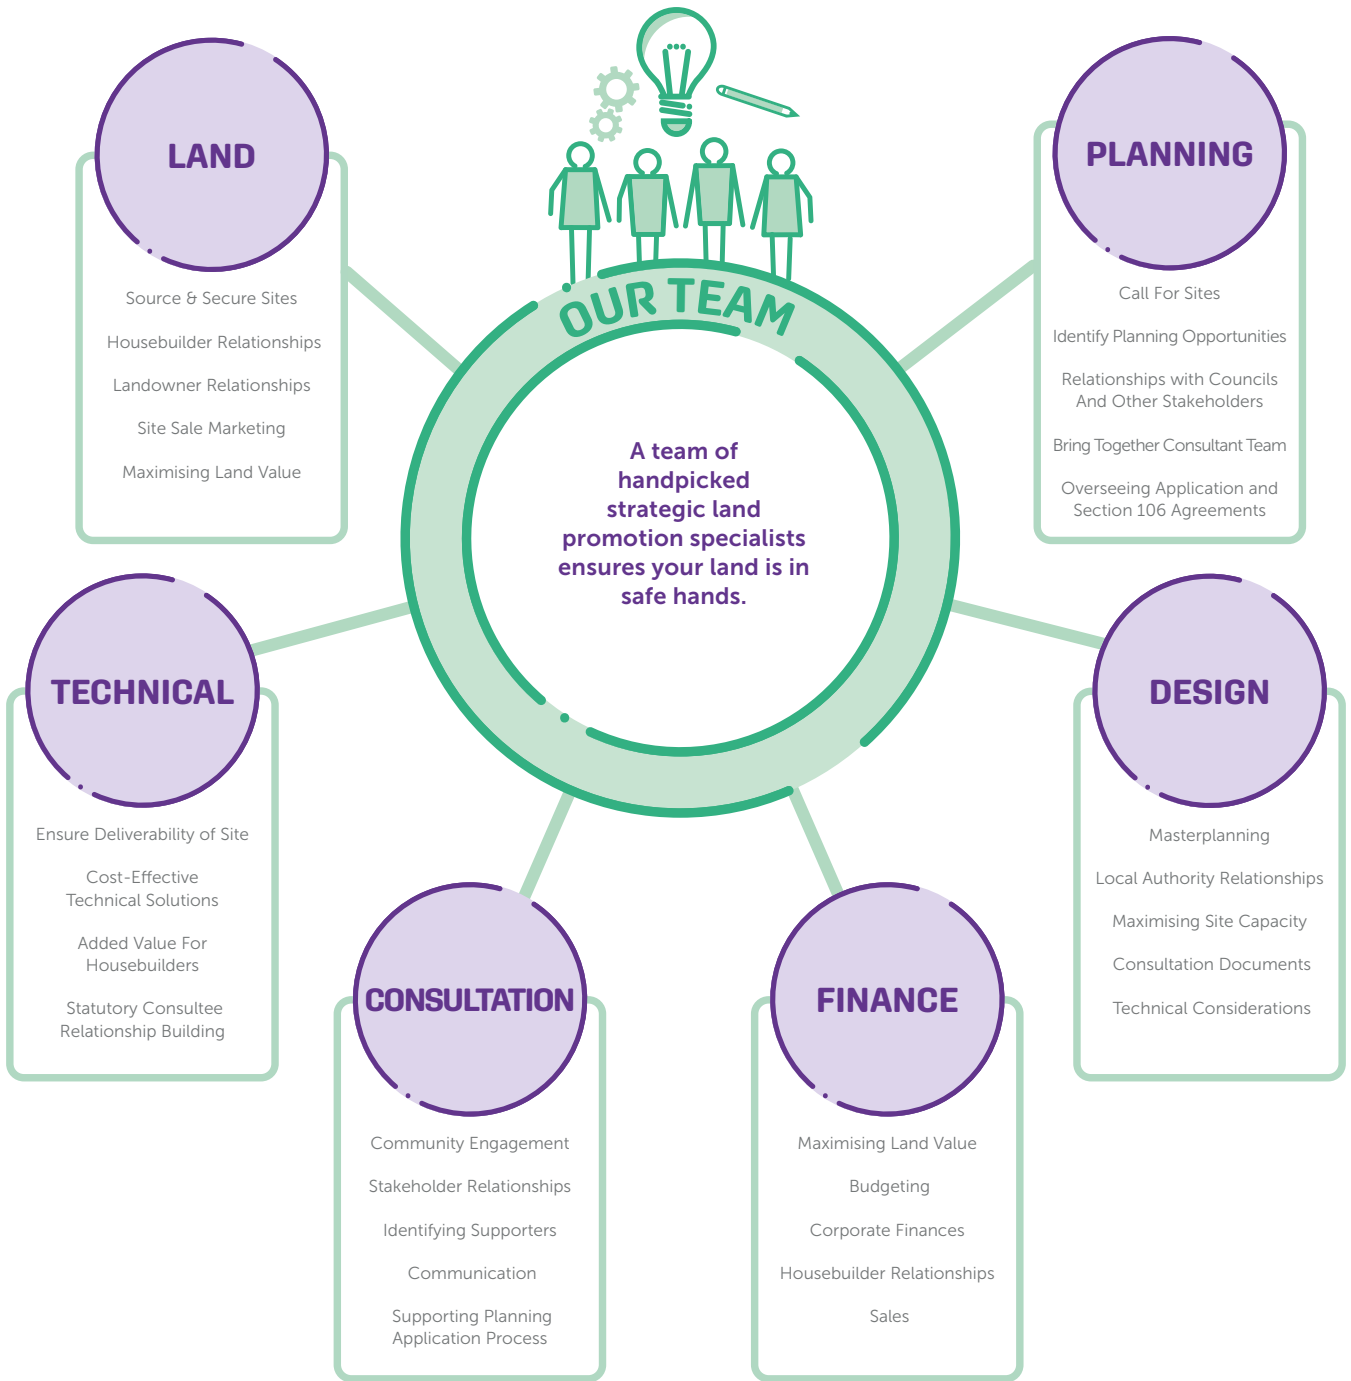 OUR TEAM
A team of
handpicked
strategic land
promotion specialists
ensures your land is in
safe hands.
LAND
Source & Secure Sites
Housebuilder Relationships
Landowner Relationships
Site Sale Marketing
Maximising Land Value
PLANNING
Call For Sites
Identify Planning Opportunities
Relationships with Councils
And Other Stakeholders
Bring Together Consultant Team
Overseeing Application and
Section 106 Agreements
TECHNICAL
Ensure Deliverability of Site
Cost-Effective
Technical Solutions
Added Value For
Housebuilders
Statutory Consultee
Relationship Building
DESIGN
Masterplanning
Local Authority Relationships
Maximising Site Capacity
Consultation Documents
Technical Considerations
CONSULTATION
Community Engagement
Stakeholder Relationships
Identifying Supporters
Communication
Supporting Planning
Application Process
FINANCE
Maximising Land Value
Budgeting
Corporate Finances
Housebuilder Relationships
Sales